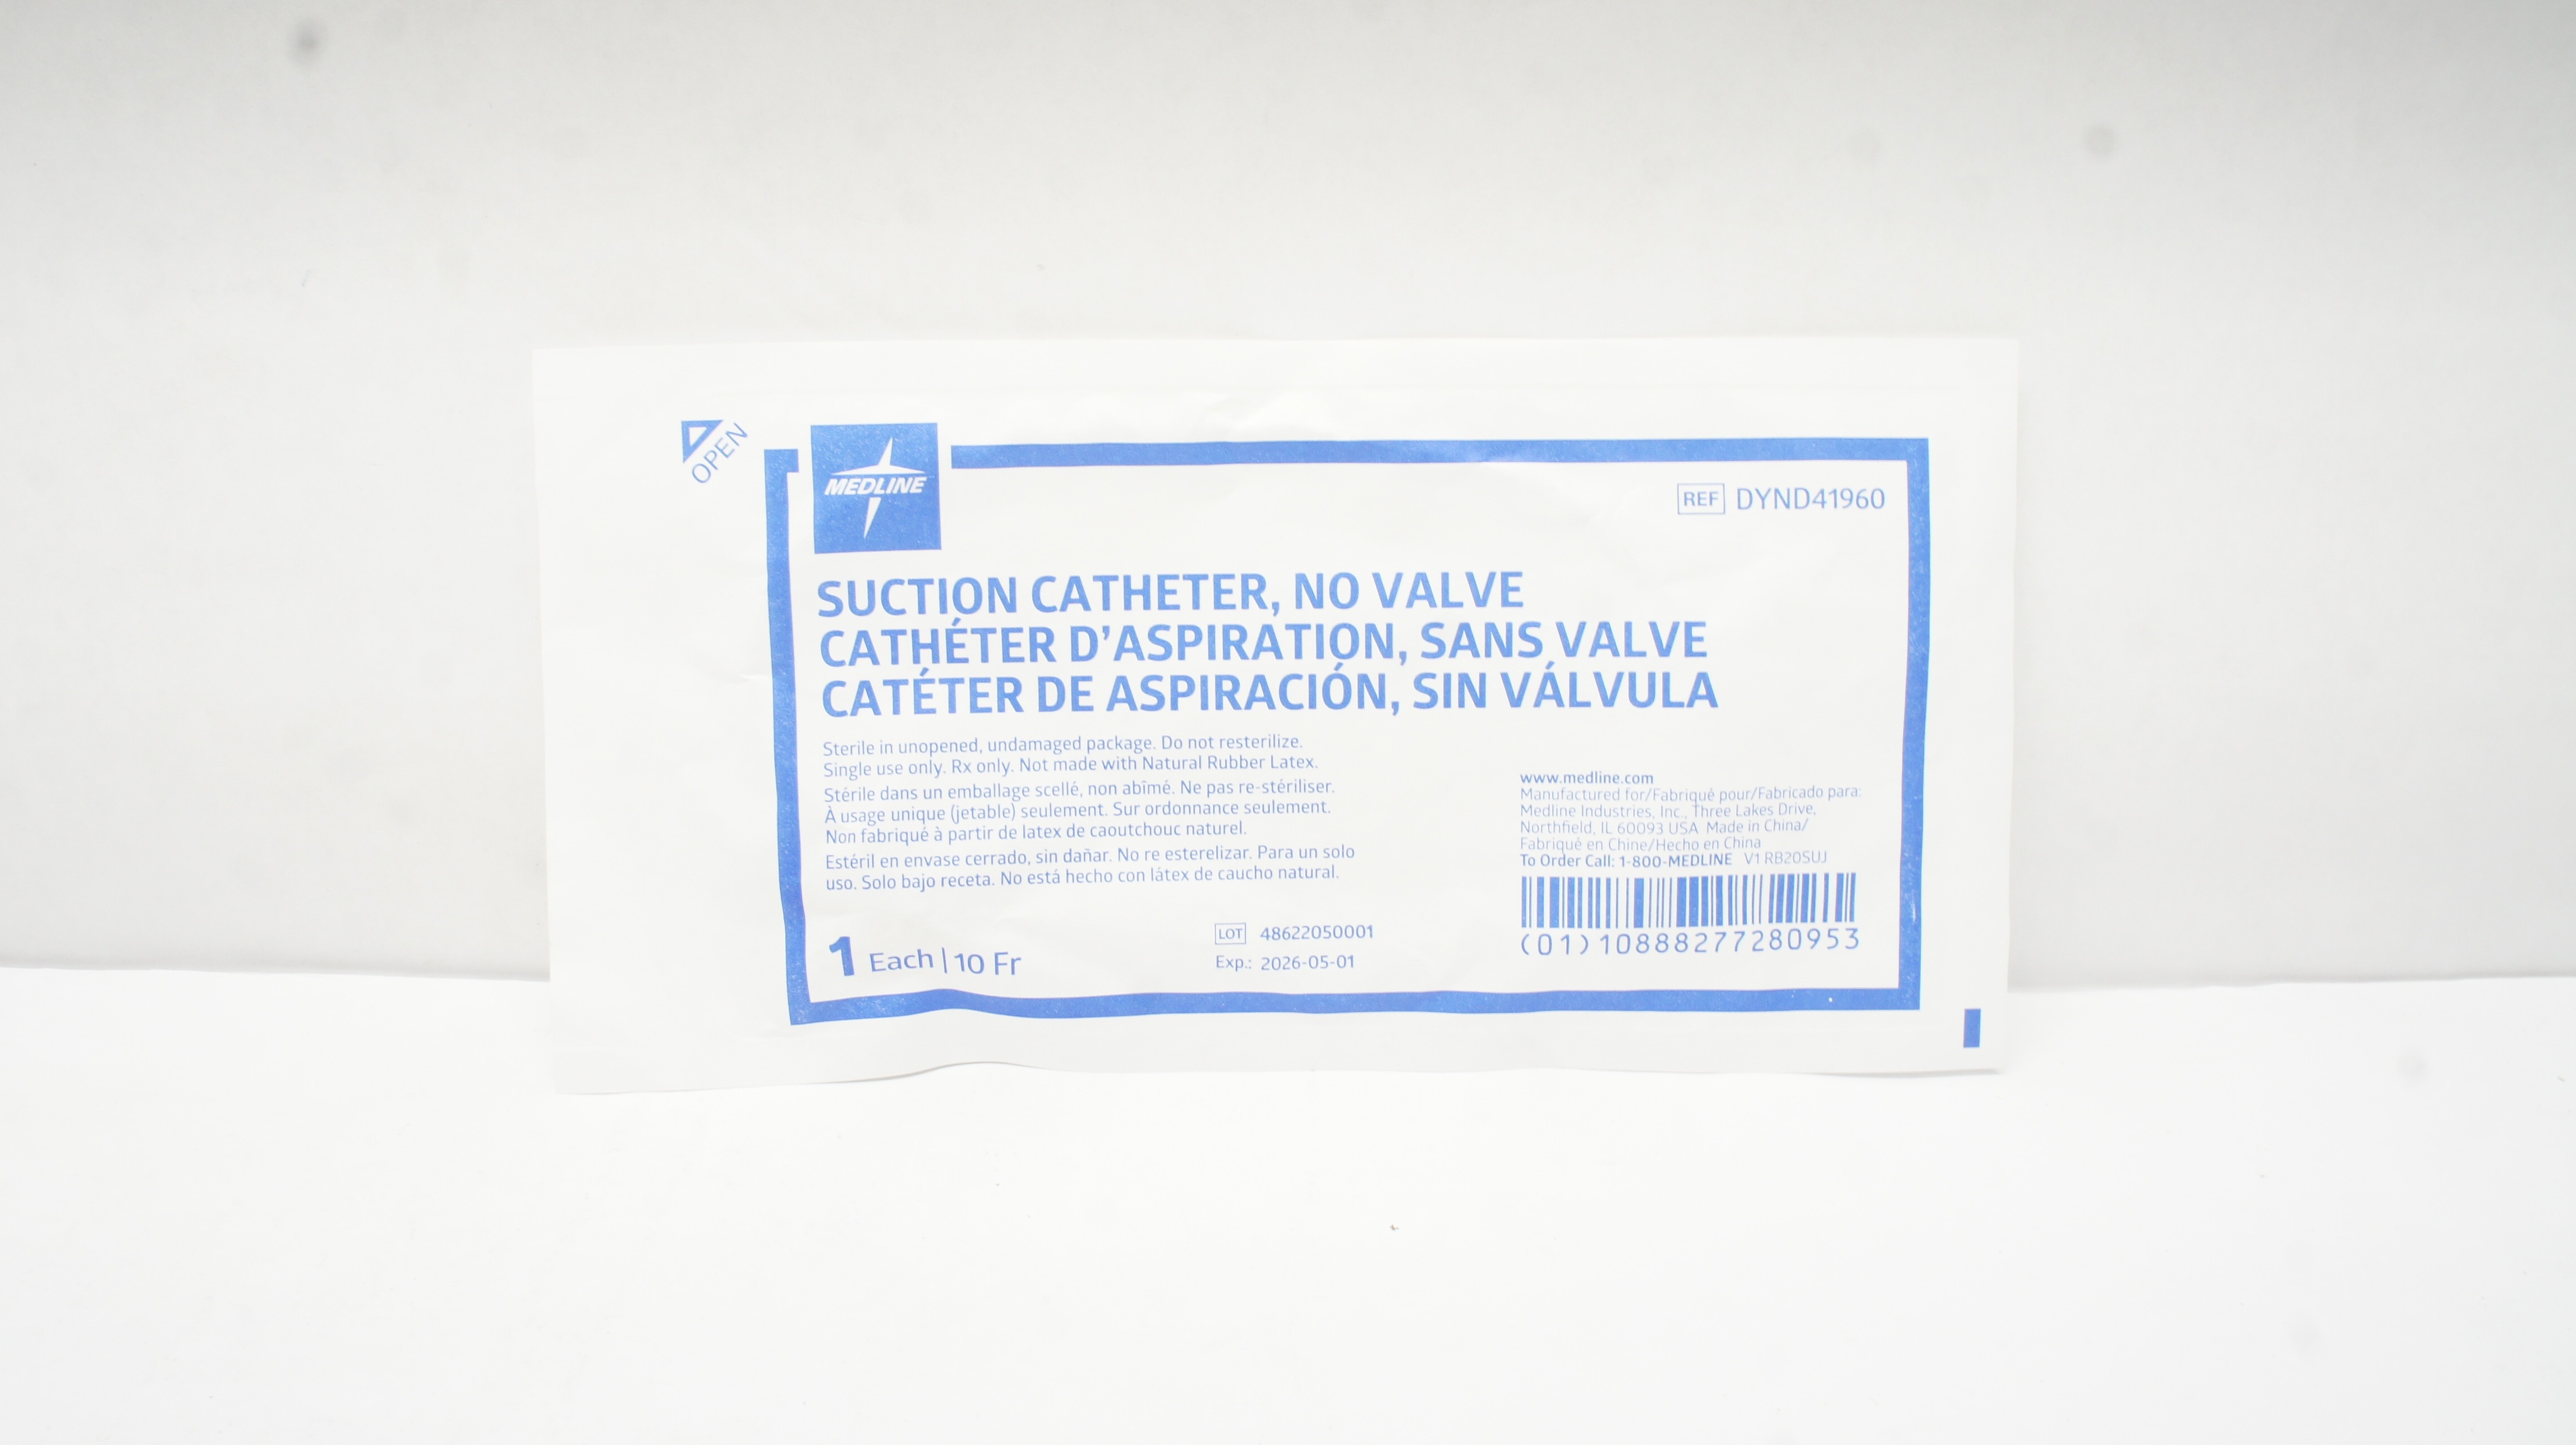 OPEN
MEDLINE
REF DYND41960
SUCTION CATHETER, NO VALVE
CATHÉTER D'ASPIRATION, SANS VALVE
CATÉTER DE ASPIRACIÓN, SIN VÁLVULA
Sterile in unopened, undamaged package. Do not resterilize.
Single use only. Rx only. Not made with Natural Rubber Latex.
Stérile dans un emballage scellé, non abîmé. Ne pas re-stériliser.
À usage unique (jetable) seulement. Sur ordonnance seulement.
Non fabriqué à partir de latex de caoutchouc naturel.
Estéril en envase cerrado, sin dañar. No re esterelizar. Para un solo
uso. Solo bajo receta. No está hecho con látex de caucho natural.
1 Each | 10 Fr
LOT 48622050001
Exp.: 2026-05-01
www.medline.com
Manufactured for/Fabriqué pour/Fabricado para:
Medline Industries, Inc., Three Lakes Drive,
Northfield, IL 60093 USA Made in China/
Fabriqué en Chine/Hecho en China
To Order Call: 1-800-MEDLINE V1 RB20SUJ
(01)10888277280953